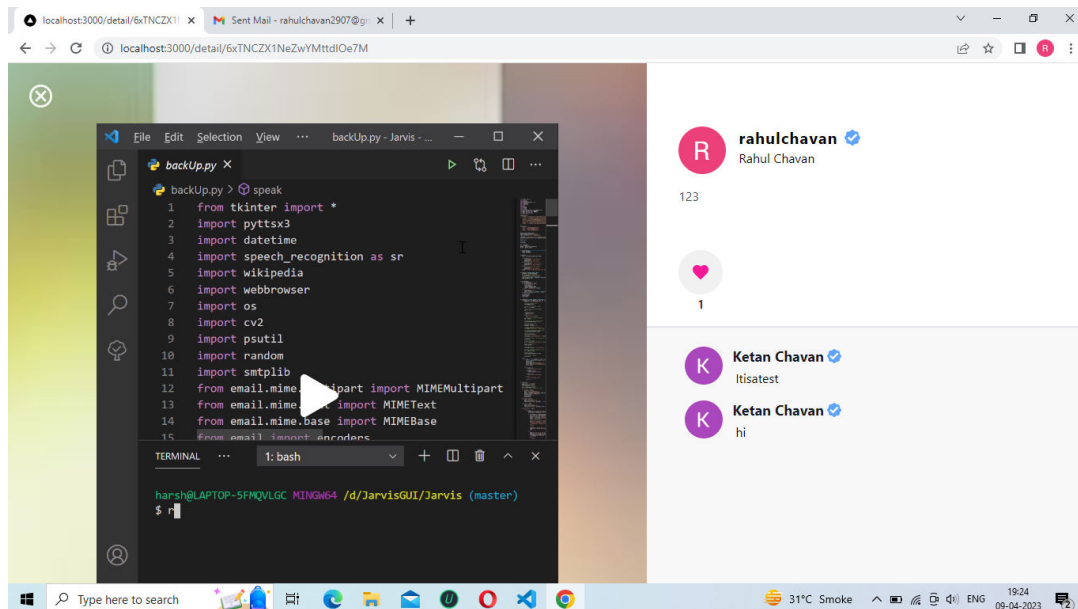 localhost:3000/detail/6xTNCZX1
Sent Mail - rahulchavan2907@g
localhost:3000/detail/6xTNCZX1NeZwYMttdIOe7M
R
File Edit Selection View ··· backUp.py - Jarvis - ...
backUp.py
backUp.py > speak
1 from tkinter import *
2 import pyttsx3
3 import datetime
4 import speech_recognition as sr
5 import wikipedia
6 import webbrowser
7 import os
8 import cv2
9 import psutil
10 import random
11 import smtplib
12 from email.mime. ipart import MIMEMultipart
13 from email.mime. import MIMEText
14 from email.mime.base import MIMEBase
15 from email import encoders
TERMINAL ··· 1: bash
harsh@LAPTOP-5FMQVLGC MINGW64 /d/JarvisGUI/Jarvis (master)
$ r
R
rahulchavan
Rahul Chavan
123
1
K
Ketan Chavan
Itisatest
K
Ketan Chavan
hi
Type here to search
31°C Smoke
ENG
19:24
09-04-2023
2